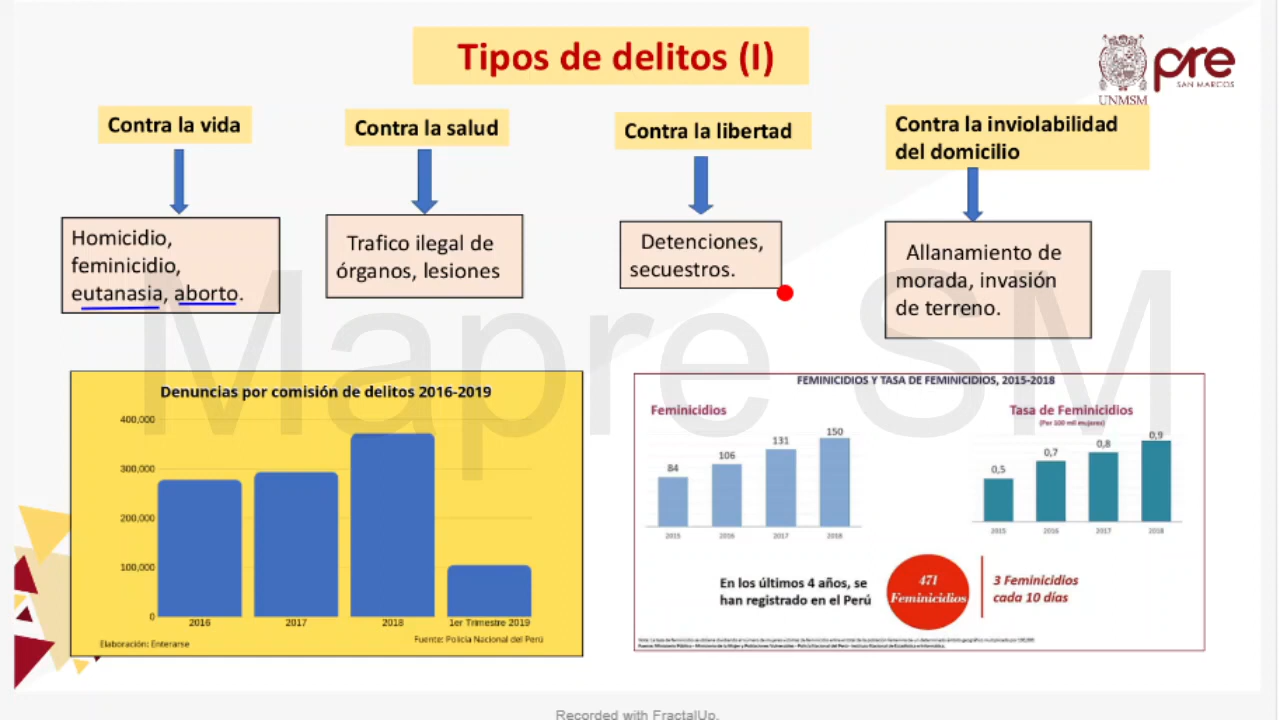 Tipos de delitos (I)
pre
SAN MARCOS
UNMSM
Contra la vida
Contra la salud
Contra la libertad
Contra la inviolabilidad
del domicilio
Homicidio,
feminicidio,
eutanasia, aborto.
Trafico ilegal de
órganos, lesiones
Detenciones,
secuestros.
Allanamiento de
morada, invasión
de terreno.
Mapre SM
Denuncias por comisión de delitos 2016-2019
400,000
300,000
200,000
100,000
0
2016 2017 2018 1er Trimestre 2019
Elaboración: Enterarse
Fuente: Policía Nacional del Perú
FEMINICIDIOS Y TASA DE FEMINICIDIOS, 2015-2018
Feminicidios
84 106 131 150
2015 2016 2017 2018
Tasa de Feminicidios
(Per 100 mil mujeres)
0,5 0,7 0,8 0,9
2015 2016 2017 2018
En los últimos 4 años, se
han registrado en el Perú
471
Feminicidios
3 Feminicidios
cada 10 días
Recorded with FractalUp.